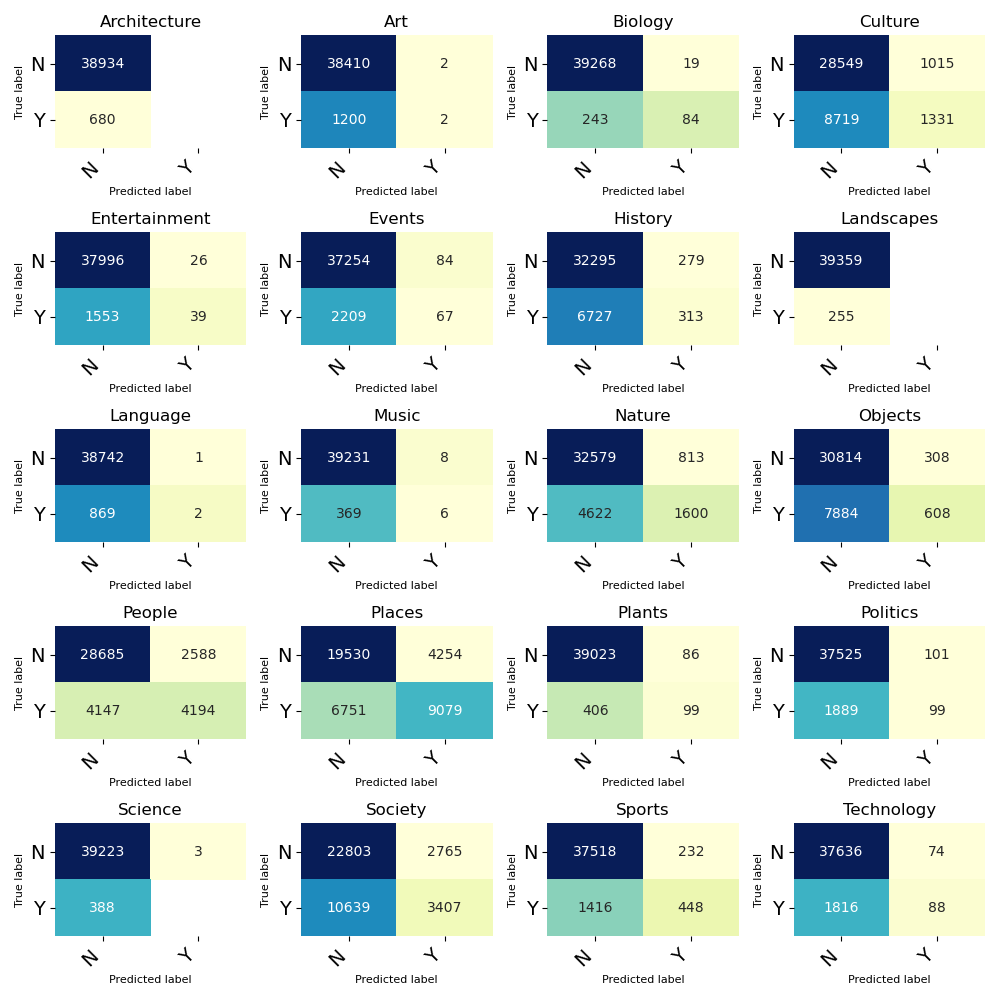 Architecture
True label
N 38934
Y 680
N Y
Predicted label
Art
True label
N 38410 2
Y 1200 2
N Y
Predicted label
Biology
True label
N 39268 19
Y 243 84
N Y
Predicted label
Culture
True label
N 28549 1015
Y 8719 1331
N Y
Predicted label
Entertainment
True label
N 37996 26
Y 1553 39
N Y
Predicted label
Events
True label
N 37254 84
Y 2209 67
N Y
Predicted label
History
True label
N 32295 279
Y 6727 313
N Y
Predicted label
Landscapes
True label
N 39359
Y 255
N Y
Predicted label
Language
True label
N 38742 1
Y 869 2
N Y
Predicted label
Music
True label
N 39231 8
Y 369 6
N Y
Predicted label
Nature
True label
N 32579 813
Y 4622 1600
N Y
Predicted label
Objects
True label
N 30814 308
Y 7884 608
N Y
Predicted label
People
True label
N 28685 2588
Y 4147 4194
N Y
Predicted label
Places
True label
N 19530 4254
Y 6751 9079
N Y
Predicted label
Plants
True label
N 39023 86
Y 406 99
N Y
Predicted label
Politics
True label
N 37525 101
Y 1889 99
N Y
Predicted label
Science
True label
N 39223 3
Y 388
N Y
Predicted label
Society
True label
N 22803 2765
Y 10639 3407
N Y
Predicted label
Sports
True label
N 37518 232
Y 1416 448
N Y
Predicted label
Technology
True label
N 37636 74
Y 1816 88
N Y
Predicted label